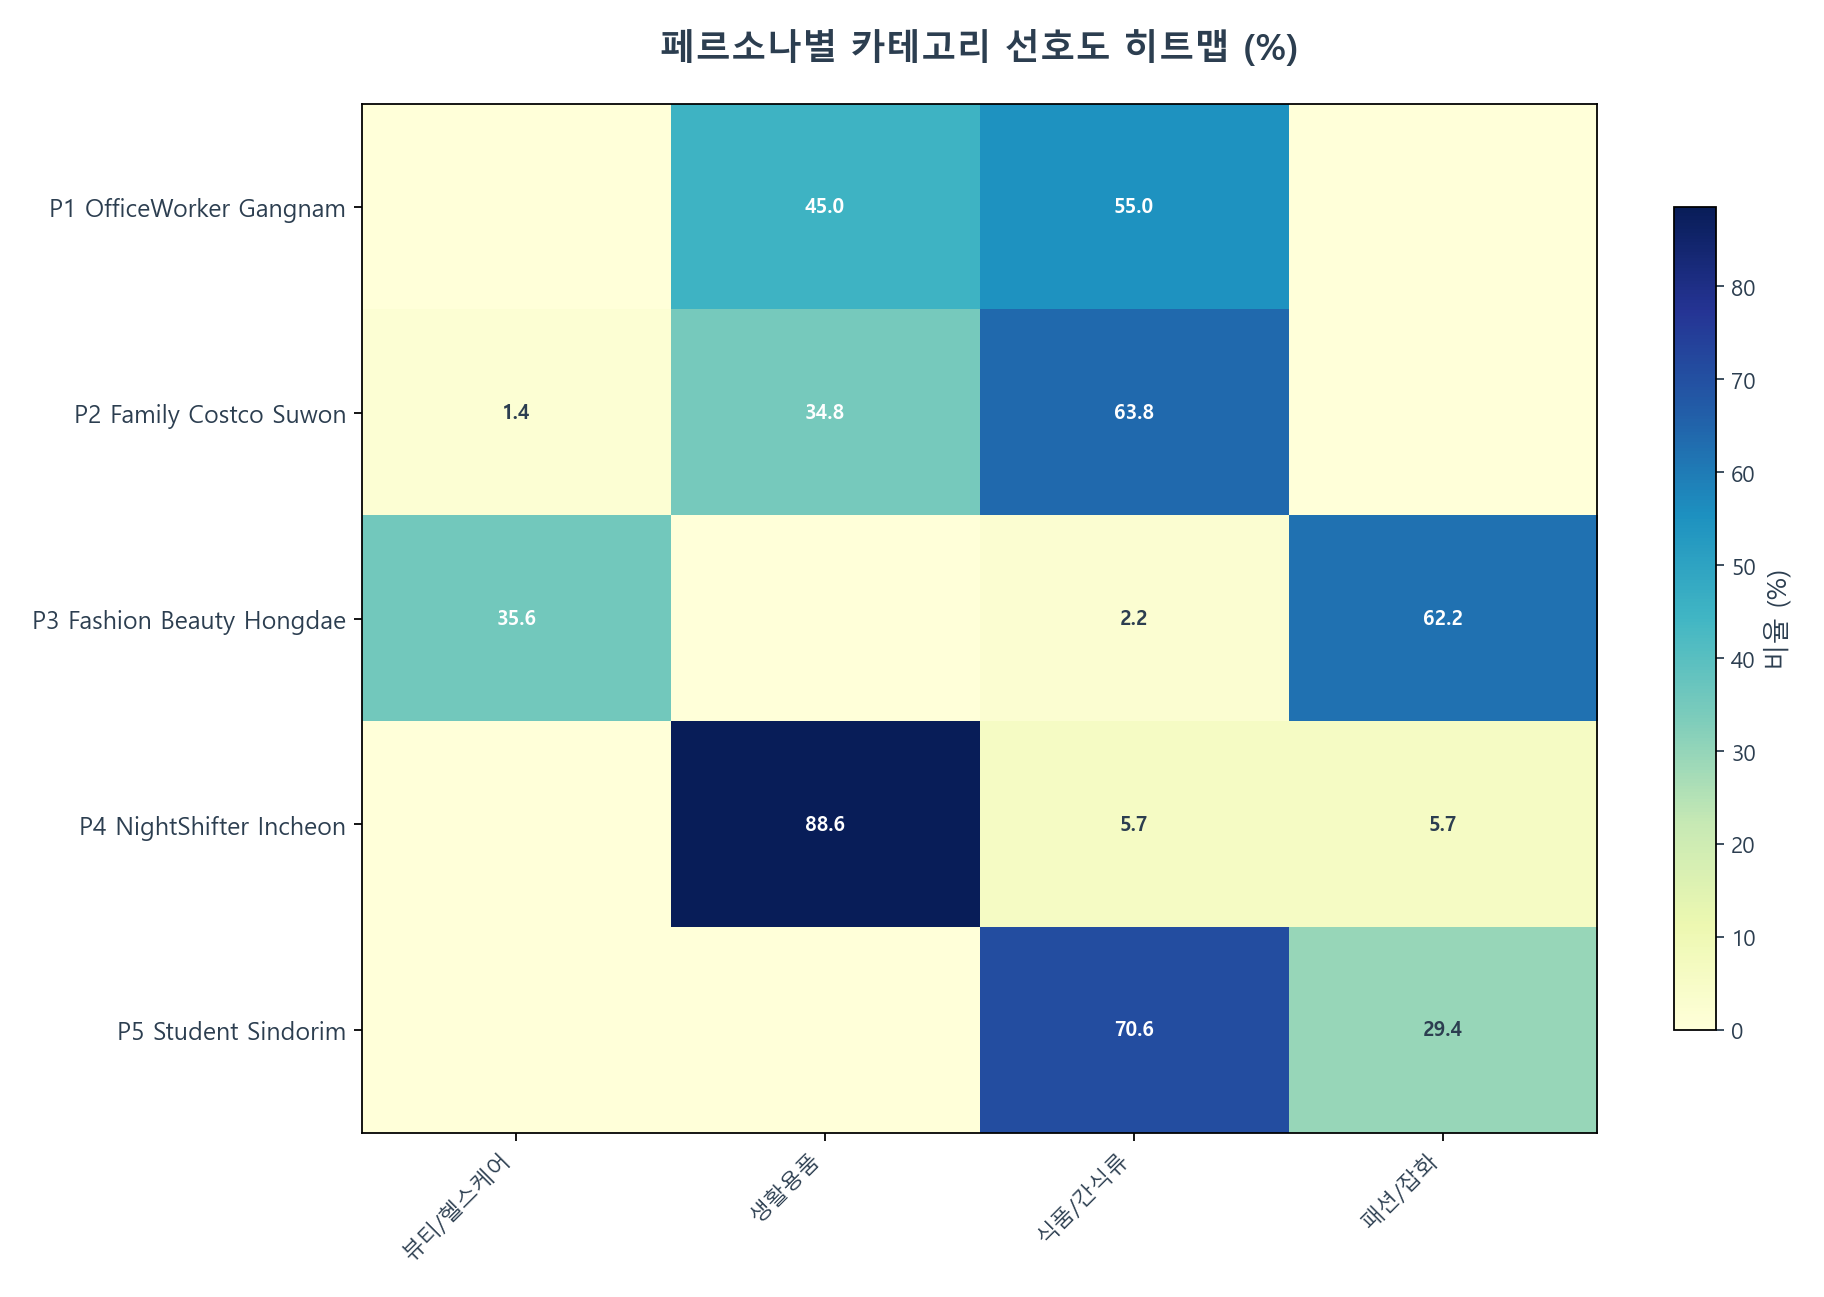 페르소나별 카테고리 선호도 히트맵 (%)
P1 OfficeWorker Gangnam
45.0
55.0
P2 Family Costco Suwon
1.4
34.8
63.8
P3 Fashion Beauty Hongdae
35.6
2.2
62.2
P4 NightShifter Incheon
88.6
5.7
5.7
P5 Student Sindorim
70.6
29.4
뷰티/헬스케어
생활용품
식품/간식류
패션/잡화
80
70
60
50
40
30
20
10
0
비중 (%)